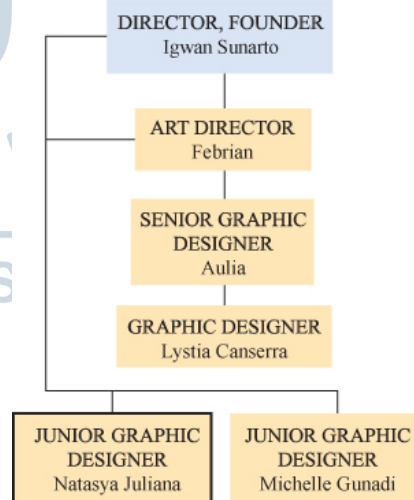 DIRECTOR, FOUNDER
Igwan Sunarto
ART DIRECTOR
Febrian
SENIOR GRAPHIC
DESIGNER
Aulia
GRAPHIC DESIGNER
Lystia Canserra
JUNIOR GRAPHIC
DESIGNER
Natasya Juliana
JUNIOR GRAPHIC
DESIGNER
Michelle Gunadi